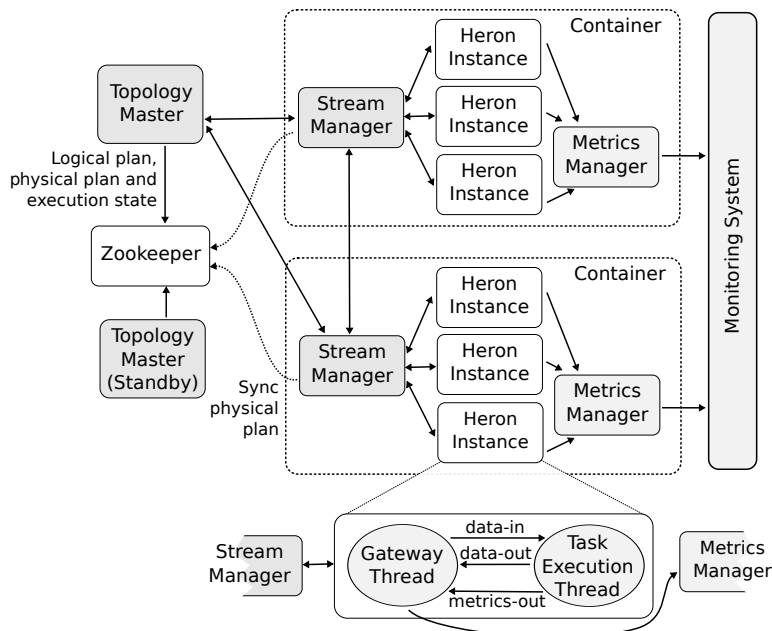 Container
Heron
Instance
Topology
Master
Stream
Manager
Heron
Instance
Metrics
Manager
Logical plan,
physical plan and
execution state
Heron
Instance
Monitoring System
Zookeeper
Container
Heron
Instance
Topology
Master
(Standby)
Stream
Manager
Heron
Instance
Sync
physical
plan
Metrics
Manager
Heron
Instance
Stream
Manager
Gateway
Thread
data-in
data-out
metrics-out
Task
Execution
Thread
Metrics
Manager